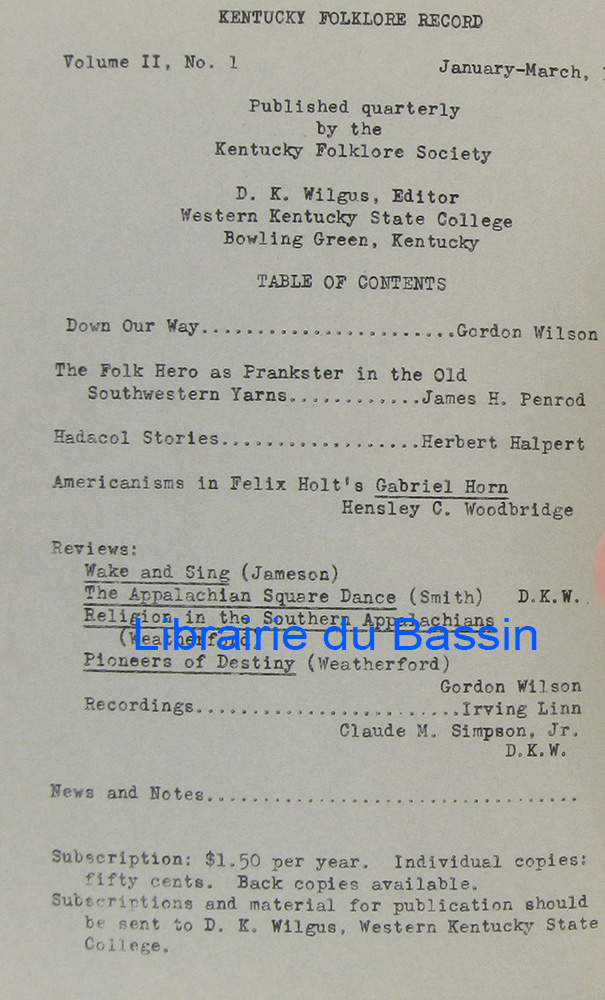 KENTUCKY FOLKLORE RECORD
Volume II, No. 1
January-March,
Published quarterly
by the
Kentucky Folklore Society
D. K. Wilgus, Editor
Western Kentucky State College
Bowling Green, Kentucky
TABLE OF CONTENTS
Down Our Way.......................Gordon Wilson
The Folk Hero as Prankster in the Old
Southwestern Yarns............James H. Penrod
Hadacol Stories..................Herbert Halpert
Americanisms in Felix Holt's Gabriel Horn
Hensley C. Woodbridge
Reviews:
Wake and Sing (Jameson)
The Appalachian Square Dance (Smith) D.K.W.
Religion in the Southern Appalachians
(Weatherford)
Librairie du Bassin
Pioneers of Destiny (Weatherford)
Gordon Wilson
Recordings........................Irving Linn
Claude M. Simpson, Jr.
D.K.W.
News and Notes..................................
Subscription: $1.50 per year. Individual copies:
fifty cents. Back copies available.
Subscriptions and material for publication should
be sent to D. K. Wilgus, Western Kentucky State
College.